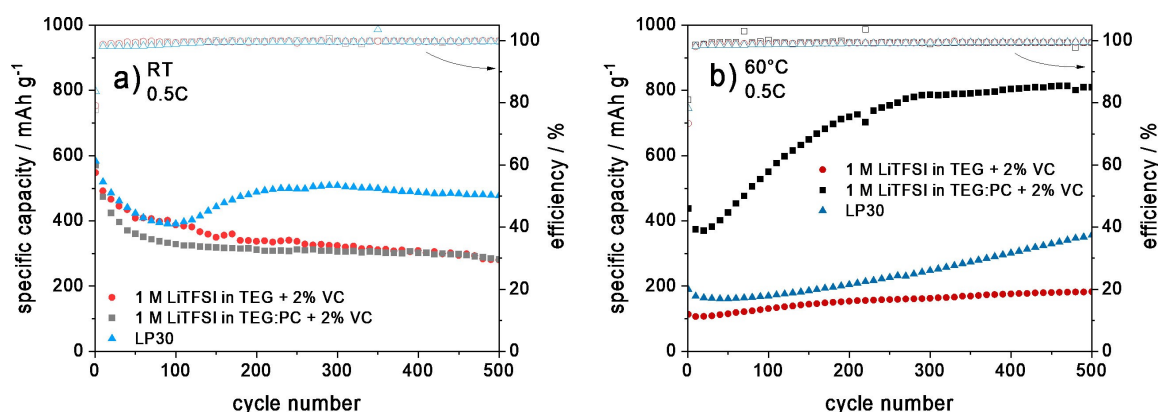 1000
100
a) RT
0.5C
800
80
600
60
400
40
200
20
0
0
1 M LiTFSI in TEG + 2% VC
1 M LiTFSI in TEG:PC + 2% VC
LP30
0 100 200 300 400 500
cycle number
specific capacity / mAh g⁻¹
efficiency / %
1000
100
b) 60°C
0.5C
800
80
600
60
1 M LiTFSI in TEG + 2% VC
1 M LiTFSI in TEG:PC + 2% VC
LP30
400
40
200
20
0
0
0 100 200 300 400 500
cycle number
specific capacity / mAh g⁻¹
efficiency / %